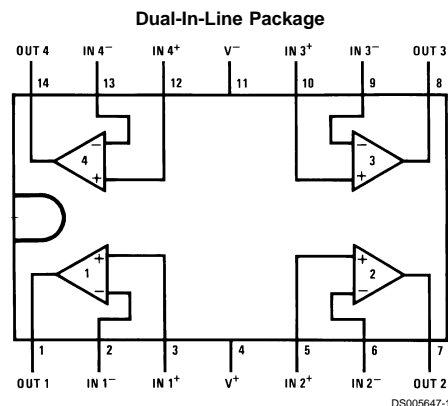 Dual-In-Line Package
OUT 4 IN 4⁻ IN 4⁺ V⁻ IN 3⁺ IN 3⁻ OUT 3
14 13 12 11 10 9 8
− −
4 3
+ +
+ +
1 2
− −
1 2 3 4 5 6 7
OUT 1 IN 1⁻ IN 1⁺ V⁺ IN 2⁺ IN 2⁻ OUT 2
DS005647-1